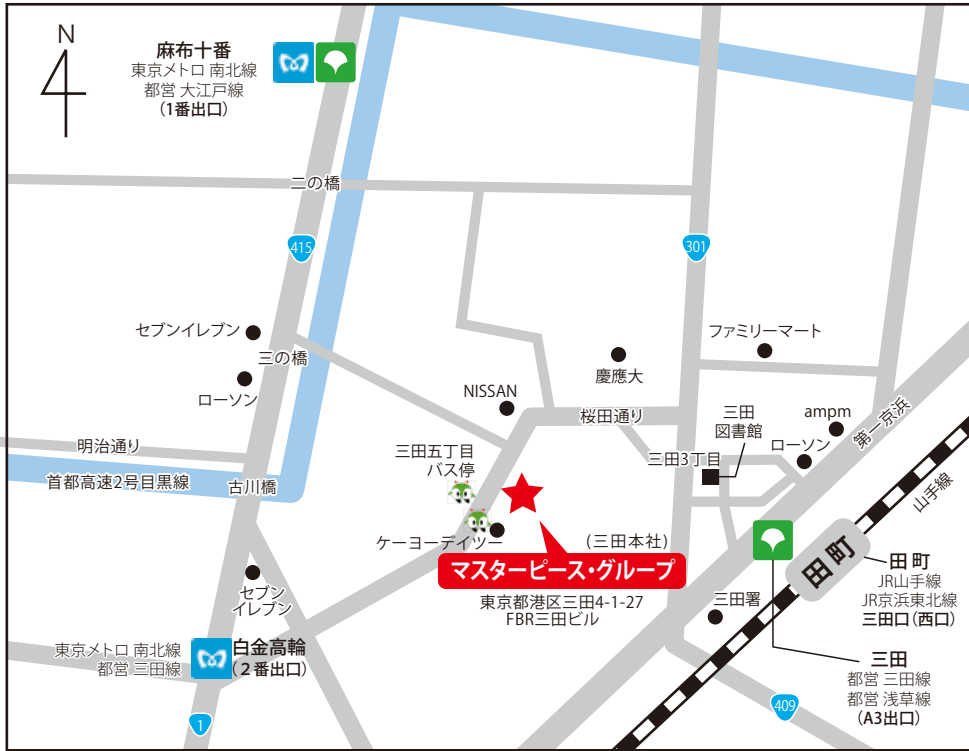 N
麻布十番
東京メトロ 南北線
都営 大江戸線
(1番出口)
二の橋
415
301
セブンイレブン
三の橋
ローソン
ファミリーマート
慶應大
NISSAN
桜田通り
三田
図書館
ampm
第一京浜
明治通り
三田五丁目
バス停
三田3丁目
ローソン
首都高速2号目黒線
古川橋
山手線
ケーヨーデイツー
(三田本社)
マスターピース・グループ
東京都港区三田4-1-27
FBR三田ビル
田町
田町
JR山手線
JR京浜東北線
三田口(西口)
セブン
イレブン
三田署
東京メトロ 南北線
都営 三田線
白金高輪
(2番出口)
三田
都営 三田線
都営 浅草線
(A3出口)
409
1